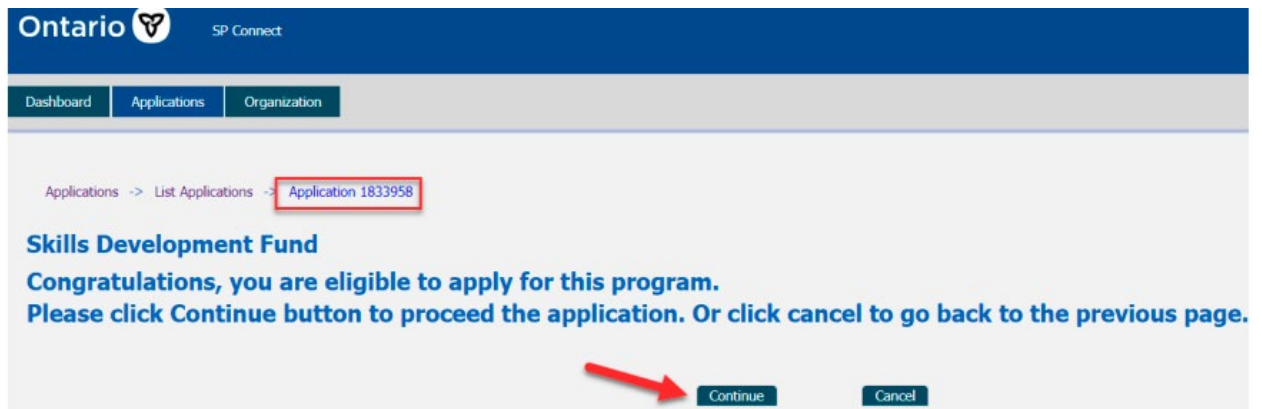 Ontario SP Connect
Dashboard Applications Organization
Applications -> List Applications -> Application 1833958
Skills Development Fund
Congratulations, you are eligible to apply for this program.
Please click Continue button to proceed the application. Or click cancel to go back to the previous page.
Continue Cancel